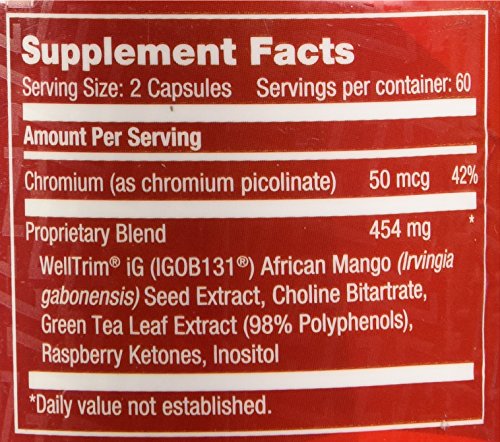 Supplement Facts
Serving Size: 2 Capsules Servings per container: 60
Amount Per Serving
Chromium (as chromium picolinate) 50 mcg 42%
Proprietary Blend 454 mg *
WellTrim® iG (IGOB131®) African Mango (Irvingia
gabonensis) Seed Extract, Choline Bitartrate,
Green Tea Leaf Extract (98% Polyphenols),
Raspberry Ketones, Inositol
*Daily value not established.